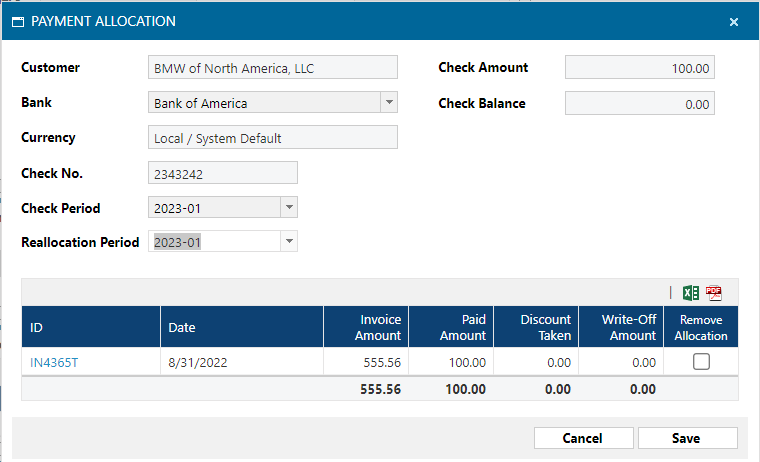 PAYMENT ALLOCATION
Customer BMW of North America, LLC Check Amount 100.00
Bank Bank of America Check Balance 0.00
Currency Local / System Default
Check No. 2343242
Check Period 2023-01
Reallocation Period 2023-01
ID Date Invoice Amount Paid Amount Discount Taken Write-Off Amount Remove Allocation
IN4365T 8/31/2022 555.56 100.00 0.00 0.00
555.56 100.00 0.00 0.00
Cancel Save